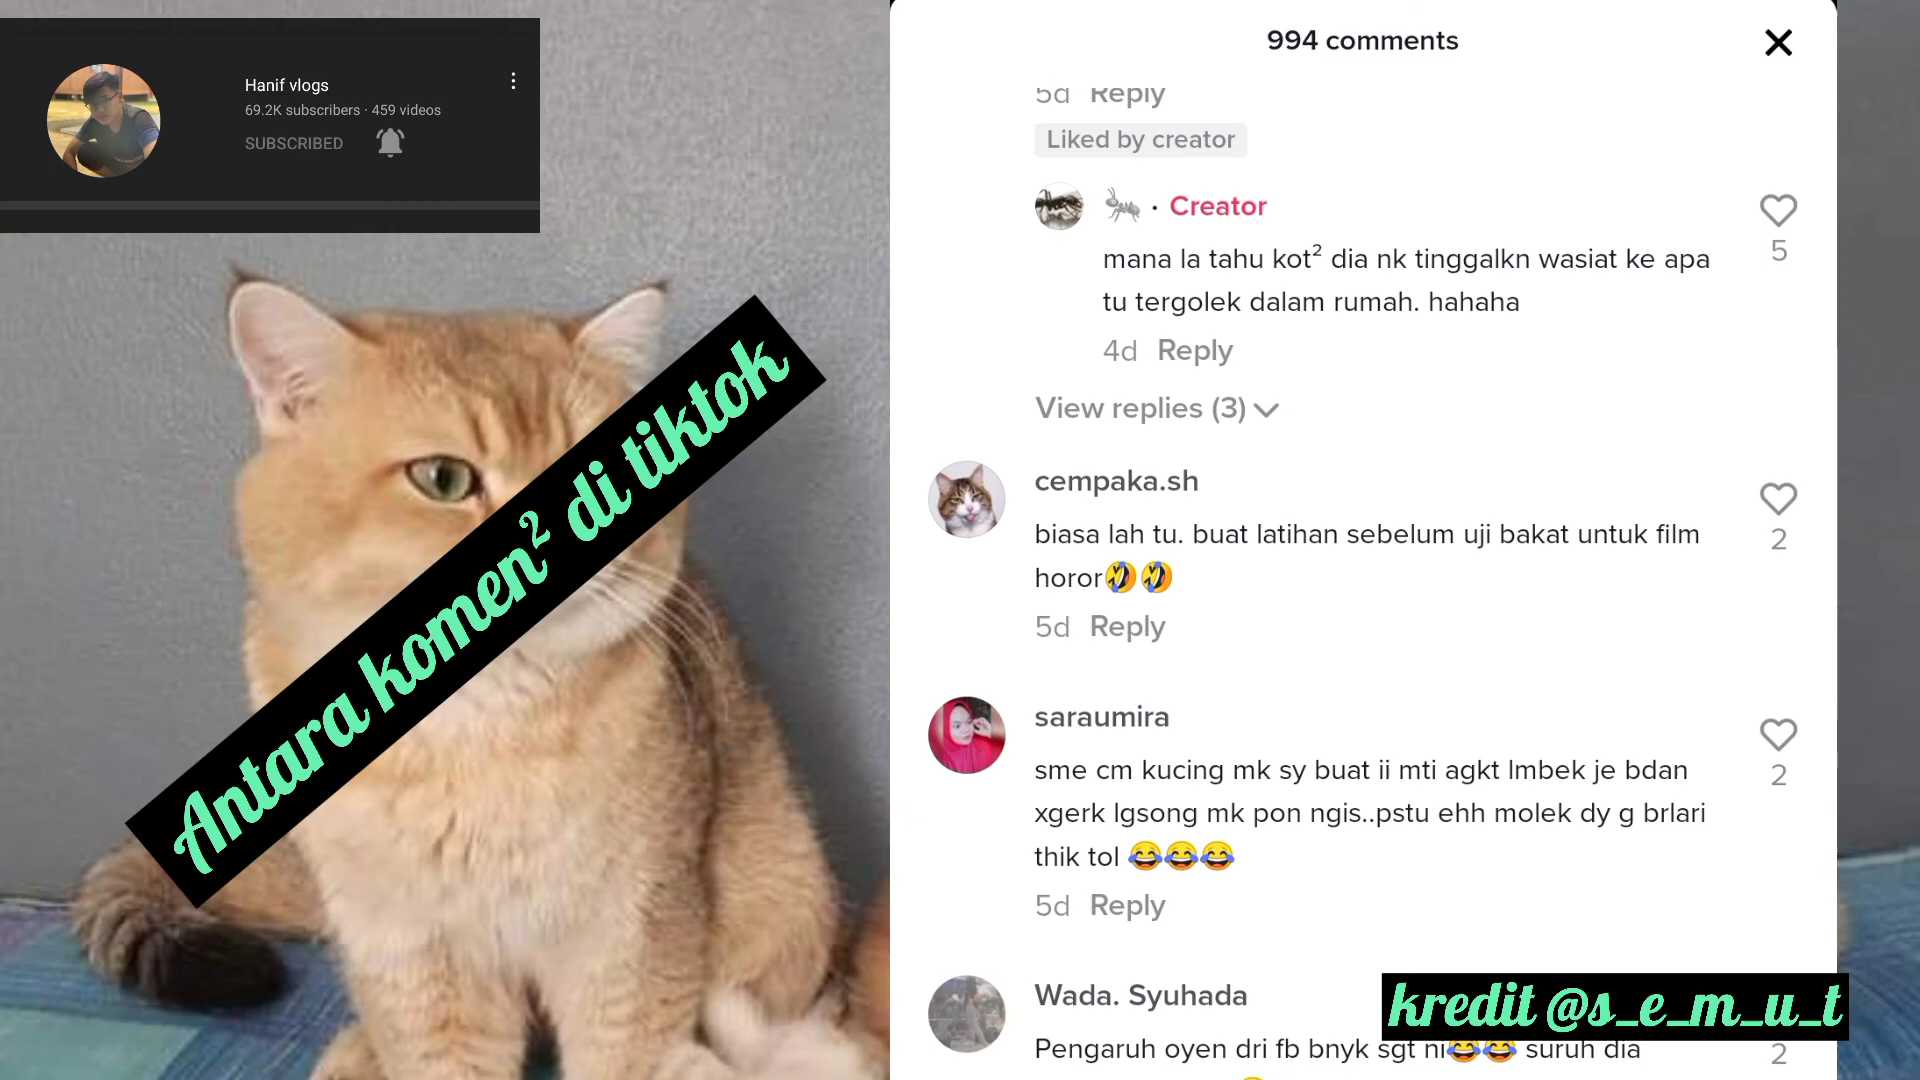 Hanif vlogs
69.2K subscribers · 459 videos
SUBSCRIBED
Antara komen² di tiktok
994 comments
5d Reply
Liked by creator
🐜 · Creator
mana la tahu kot² dia nk tinggalkn wasiat ke apa
tu tergolek dalam rumah. hahaha
5
4d Reply
View replies (3)
cempaka.sh
biasa lah tu. buat latihan sebelum uji bakat untuk film
horor🤣🤣
2
5d Reply
saraumira
sme cm kucing mk sy buat ii mti agkt lmbek je bdan
xgerk lgsong mk pon ngis..pstu ehh molek dy g brlari
thik tol 😂😂😂
2
5d Reply
Wada. Syuhada
Pengaruh oyen dri fb bnyk sgt ni😂😂 suruh dia
2
kredit @s_e_m_u_t